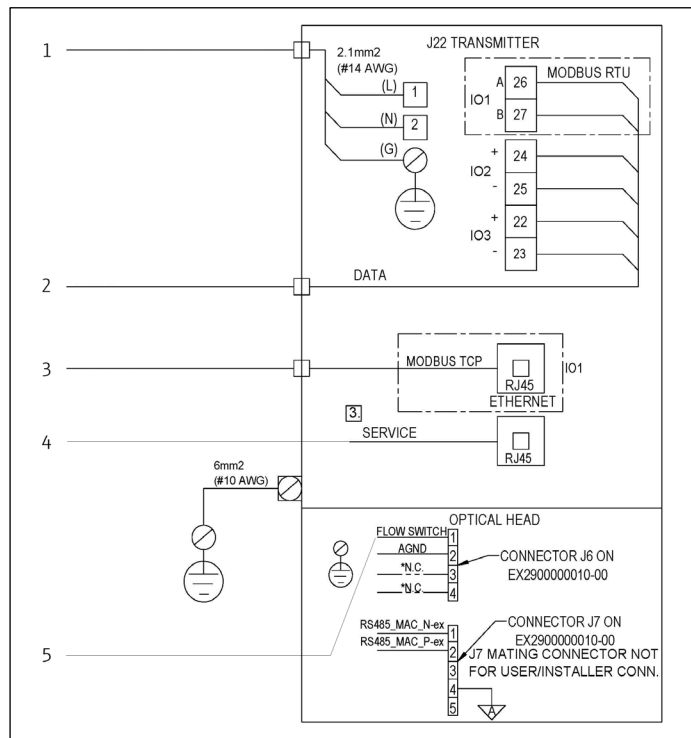 J22 TRANSMITTER
1
2.1mm2
(#14 AWG)
(L)
1
(N)
2
(G)
MODBUS RTU
IO1
A
26
B
27
IO2
+
24
-
25
IO3
+
22
-
23
2
DATA
3
MODBUS TCP
RJ45
ETHERNET
IO1
3.
4
SERVICE
RJ45
6mm2
(#10 AWG)
OPTICAL HEAD
FLOW SWITCH
1
AGND
2
*N.C.
3
*N.C.
4
CONNECTOR J6 ON
EX2900000010-00
5
RS485_MAC_N-ex
1
RS485_MAC_P-ex
2
3
4
5
CONNECTOR J7 ON
EX2900000010-00
J7 MATING CONNECTOR NOT
FOR USER/INSTALLER CONN.
A